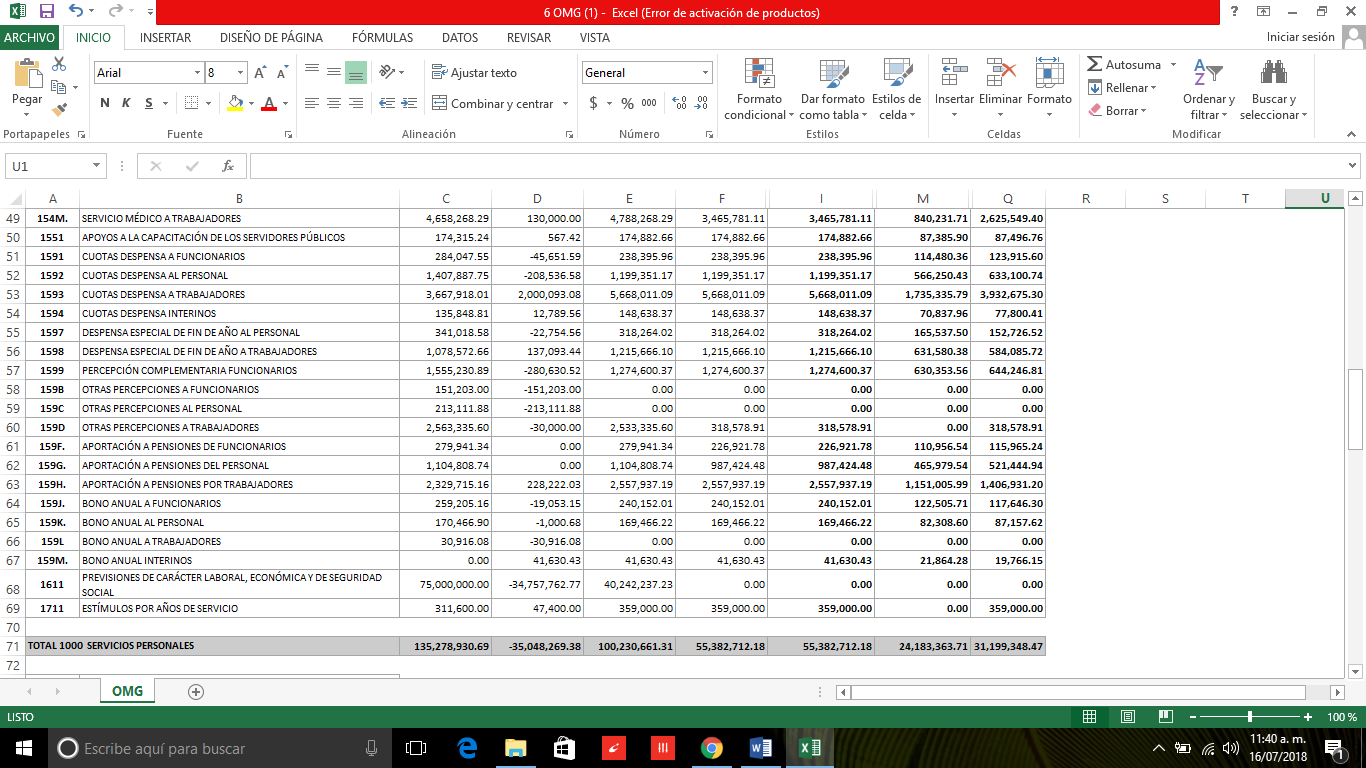 6 OMG (1) - Excel (Error de activación de productos)
ARCHIVO INICIO INSERTAR DISEÑO DE PÁGINA FÓRMULAS DATOS REVISAR VISTA Iniciar sesión
Pegar Arial 8 Ajustar texto General Formato condicional Dar formato como tabla Estilos de celda Insertar Eliminar Formato Autosuma Rellenar Borrar Ordenar y filtrar Buscar y seleccionar
N K S Combinar y centrar $ % 000
Portapapeles Fuente Alineación Número Estilos Celdas Modificar
U1 fx
A B C D E F I M Q R S T U
49 154M. SERVICIO MÉDICO A TRABAJADORES 4,658,268.29 130,000.00 4,788,268.29 3,465,781.11 3,465,781.11 840,231.71 2,625,549.40
50 1551 APOYOS A LA CAPACITACIÓN DE LOS SERVIDORES PÚBLICOS 174,315.24 567.42 174,882.66 174,882.66 174,882.66 87,385.90 87,496.76
51 1591 CUOTAS DESPENSA A FUNCIONARIOS 284,047.55 -45,651.59 238,395.96 238,395.96 238,395.96 114,480.36 123,915.60
52 1592 CUOTAS DESPENSA AL PERSONAL 1,407,887.75 -208,536.58 1,199,351.17 1,199,351.17 1,199,351.17 566,250.43 633,100.74
53 1593 CUOTAS DESPENSA A TRABAJADORES 3,667,918.01 2,000,093.08 5,668,011.09 5,668,011.09 5,668,011.09 1,735,335.79 3,932,675.30
54 1594 CUOTAS DESPENSA INTERINOS 135,848.81 12,789.56 148,638.37 148,638.37 148,638.37 70,837.96 77,800.41
55 1597 DESPENSA ESPECIAL DE FIN DE AÑO AL PERSONAL 341,018.58 -22,754.56 318,264.02 318,264.02 318,264.02 165,537.50 152,726.52
56 1598 DESPENSA ESPECIAL DE FIN DE AÑO A TRABAJADORES 1,078,572.66 137,093.44 1,215,666.10 1,215,666.10 1,215,666.10 631,580.38 584,085.72
57 1599 PERCEPCIÓN COMPLEMENTARIA FUNCIONARIOS 1,555,230.89 -280,630.52 1,274,600.37 1,274,600.37 1,274,600.37 630,353.56 644,246.81
58 159B OTRAS PERCEPCIONES A FUNCIONARIOS 151,203.00 -151,203.00 0.00 0.00 0.00 0.00 0.00
59 159C OTRAS PERCEPCIONES AL PERSONAL 213,111.88 -213,111.88 0.00 0.00 0.00 0.00 0.00
60 159D OTRAS PERCEPCIONES A TRABAJADORES 2,563,335.60 -30,000.00 2,533,335.60 318,578.91 318,578.91 0.00 318,578.91
61 159F. APORTACIÓN A PENSIONES DE FUNCIONARIOS 279,941.34 0.00 279,941.34 226,921.78 226,921.78 110,956.54 115,965.24
62 159G. APORTACIÓN A PENSIONES DEL PERSONAL 1,104,808.74 0.00 1,104,808.74 987,424.48 987,424.48 465,979.54 521,444.94
63 159H. APORTACIÓN A PENSIONES POR TRABAJADORES 2,329,715.16 228,222.03 2,557,937.19 2,557,937.19 2,557,937.19 1,151,005.99 1,406,931.20
64 159J. BONO ANUAL A FUNCIONARIOS 259,205.16 -19,053.15 240,152.01 240,152.01 240,152.01 122,505.71 117,646.30
65 159K. BONO ANUAL AL PERSONAL 170,466.90 -1,000.68 169,466.22 169,466.22 169,466.22 82,308.60 87,157.62
66 159L BONO ANUAL A TRABAJADORES 30,916.08 -30,916.08 0.00 0.00 0.00 0.00 0.00
67 159M. BONO ANUAL INTERINOS 0.00 41,630.43 41,630.43 41,630.43 41,630.43 21,864.28 19,766.15
68 1611 PREVISIONES DE CARÁCTER LABORAL, ECONÓMICA Y DE SEGURIDAD SOCIAL 75,000,000.00 -34,757,762.77 40,242,237.23 0.00 0.00 0.00 0.00
69 1711 ESTÍMULOS POR AÑOS DE SERVICIO 311,600.00 47,400.00 359,000.00 359,000.00 359,000.00 0.00 359,000.00
70
71 TOTAL 1000 SERVICIOS PERSONALES 135,278,930.69 -35,048,269.38 100,230,661.31 55,382,712.18 55,382,712.18 24,183,363.71 31,199,348.47
72
OMG
LISTO 100 %
Escribe aquí para buscar 11:40 a. m.
16/07/2018